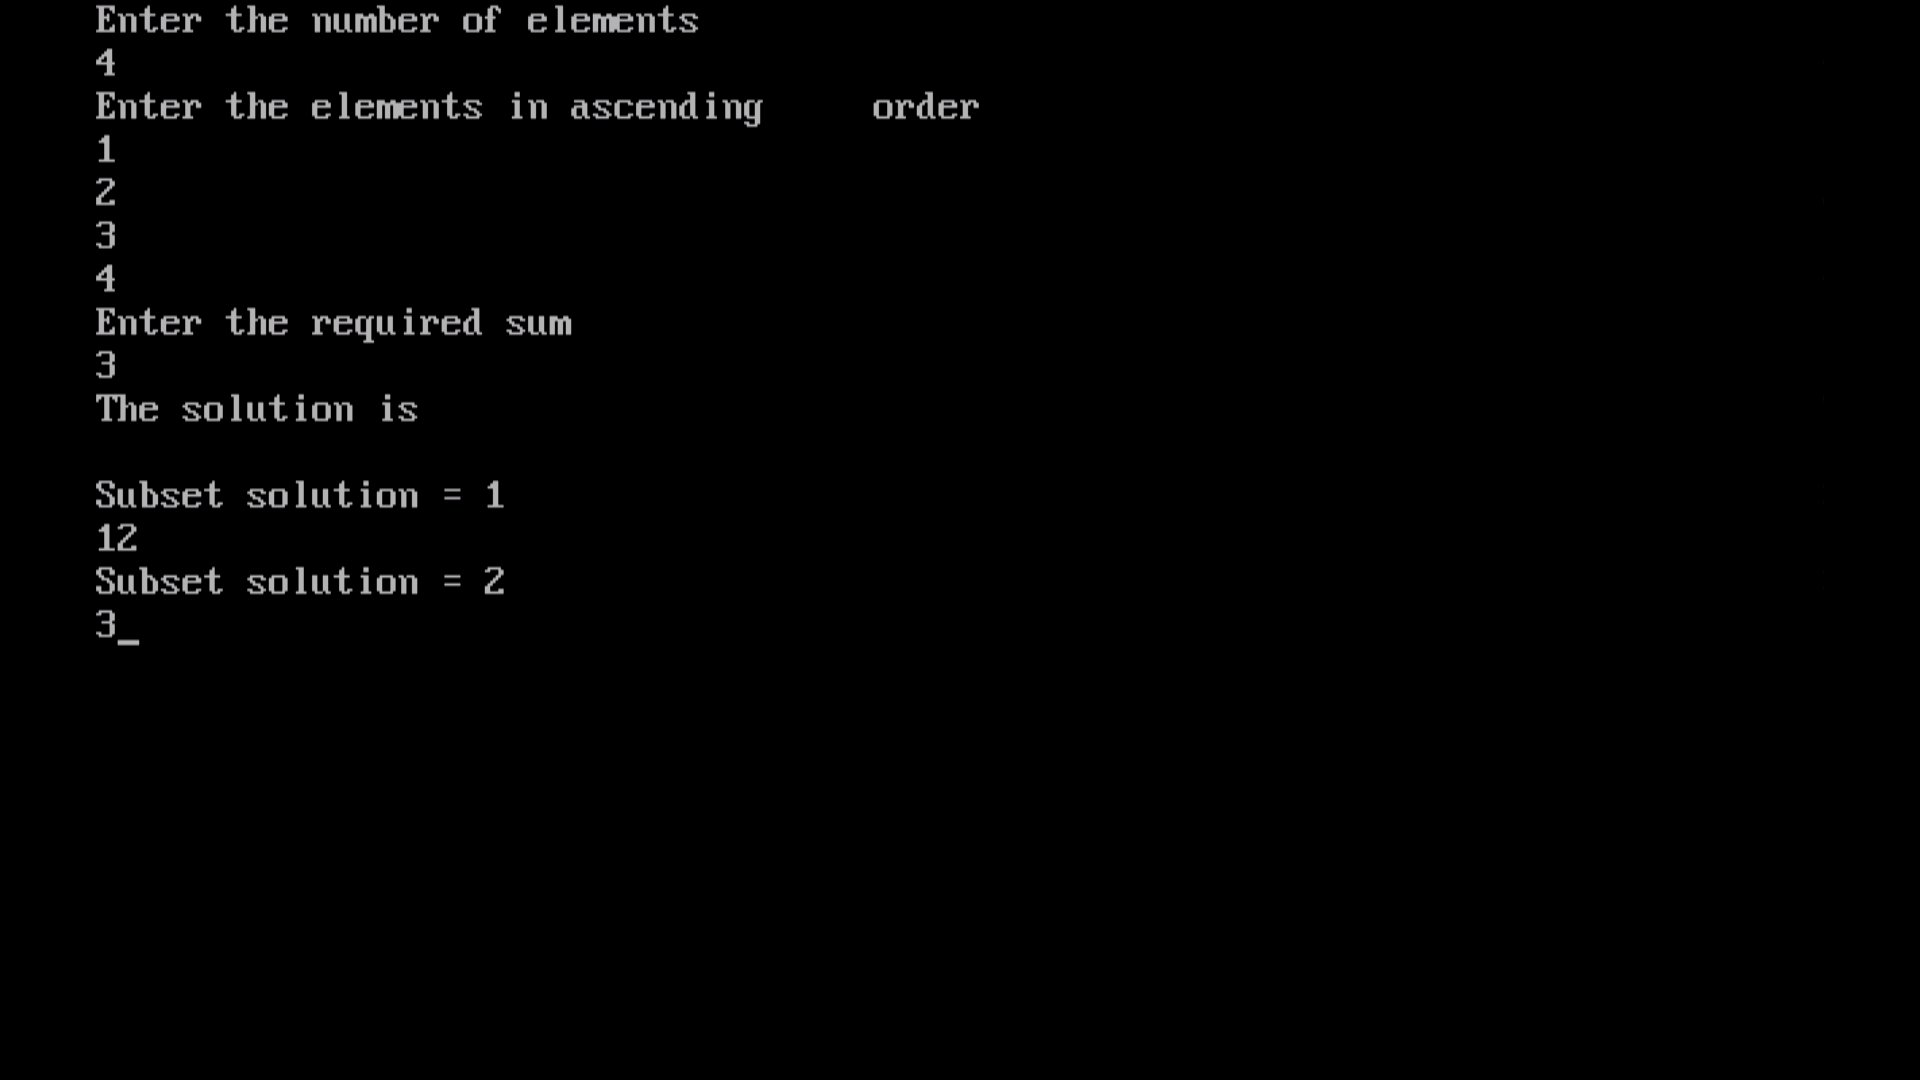 Enter the number of elements
4
Enter the elements in ascending     order
1
2
3
4
Enter the required sum
3
The solution is
Subset solution = 1
12
Subset solution = 2
3_